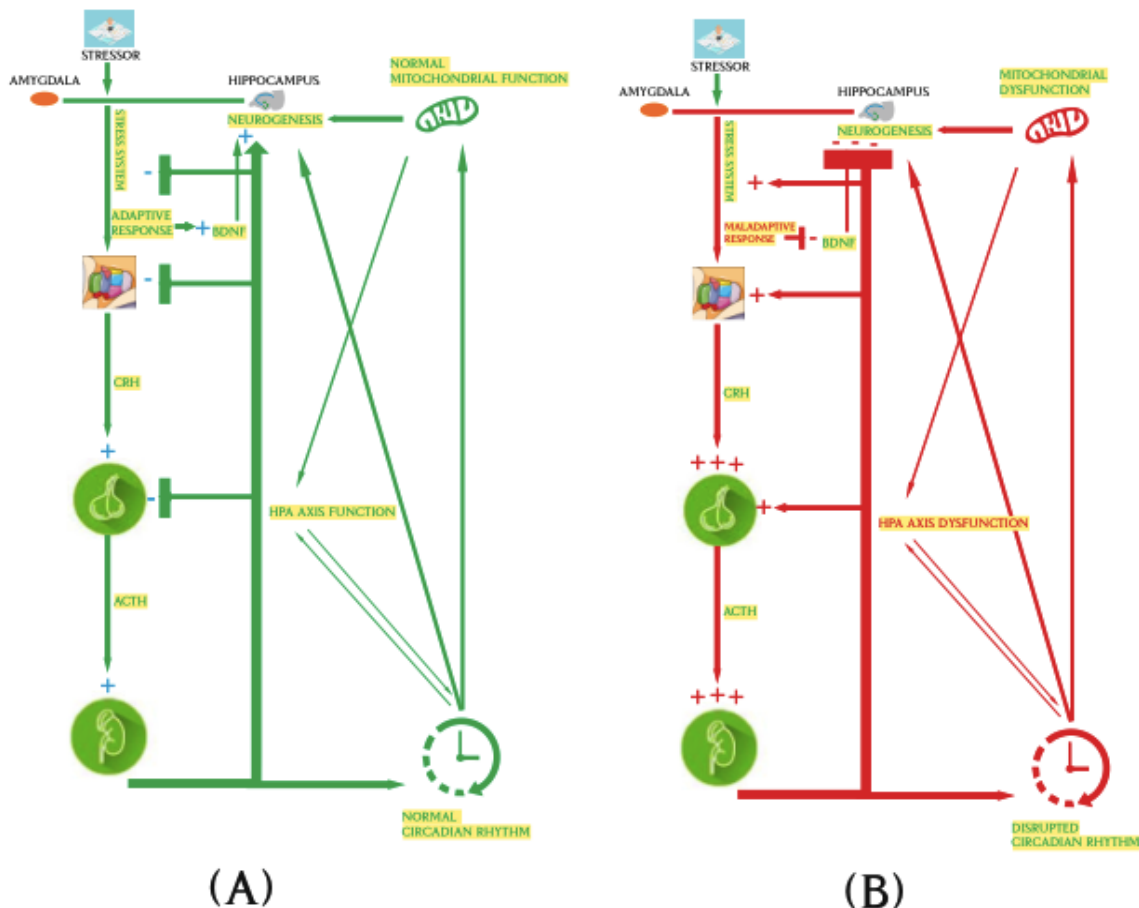 STRESSOR
AMYGDALA
HIPPOCAMPUS
NORMAL
MITOCHONDRIAL FUNCTION
NEUROGENESIS
+
STRESS SYSTEM
-
ADAPTIVE
RESPONSE
+
BDNF
-
CRH
+
-
HPA AXIS FUNCTION
ACTH
+
NORMAL
CIRCADIAN RHYTHM
(A)
STRESSOR
AMYGDALA
HIPPOCAMPUS
MITOCHONDRIAL
DYSFUNCTION
NEUROGENESIS
- - -
STRESS SYSTEM
+
MALADAPTIVE
RESPONSE
-
BDNF
+
CRH
+ + +
+
HPA AXIS DYSFUNCTION
ACTH
+ + +
DISRUPTED
CIRCADIAN RHYTHM
(B)